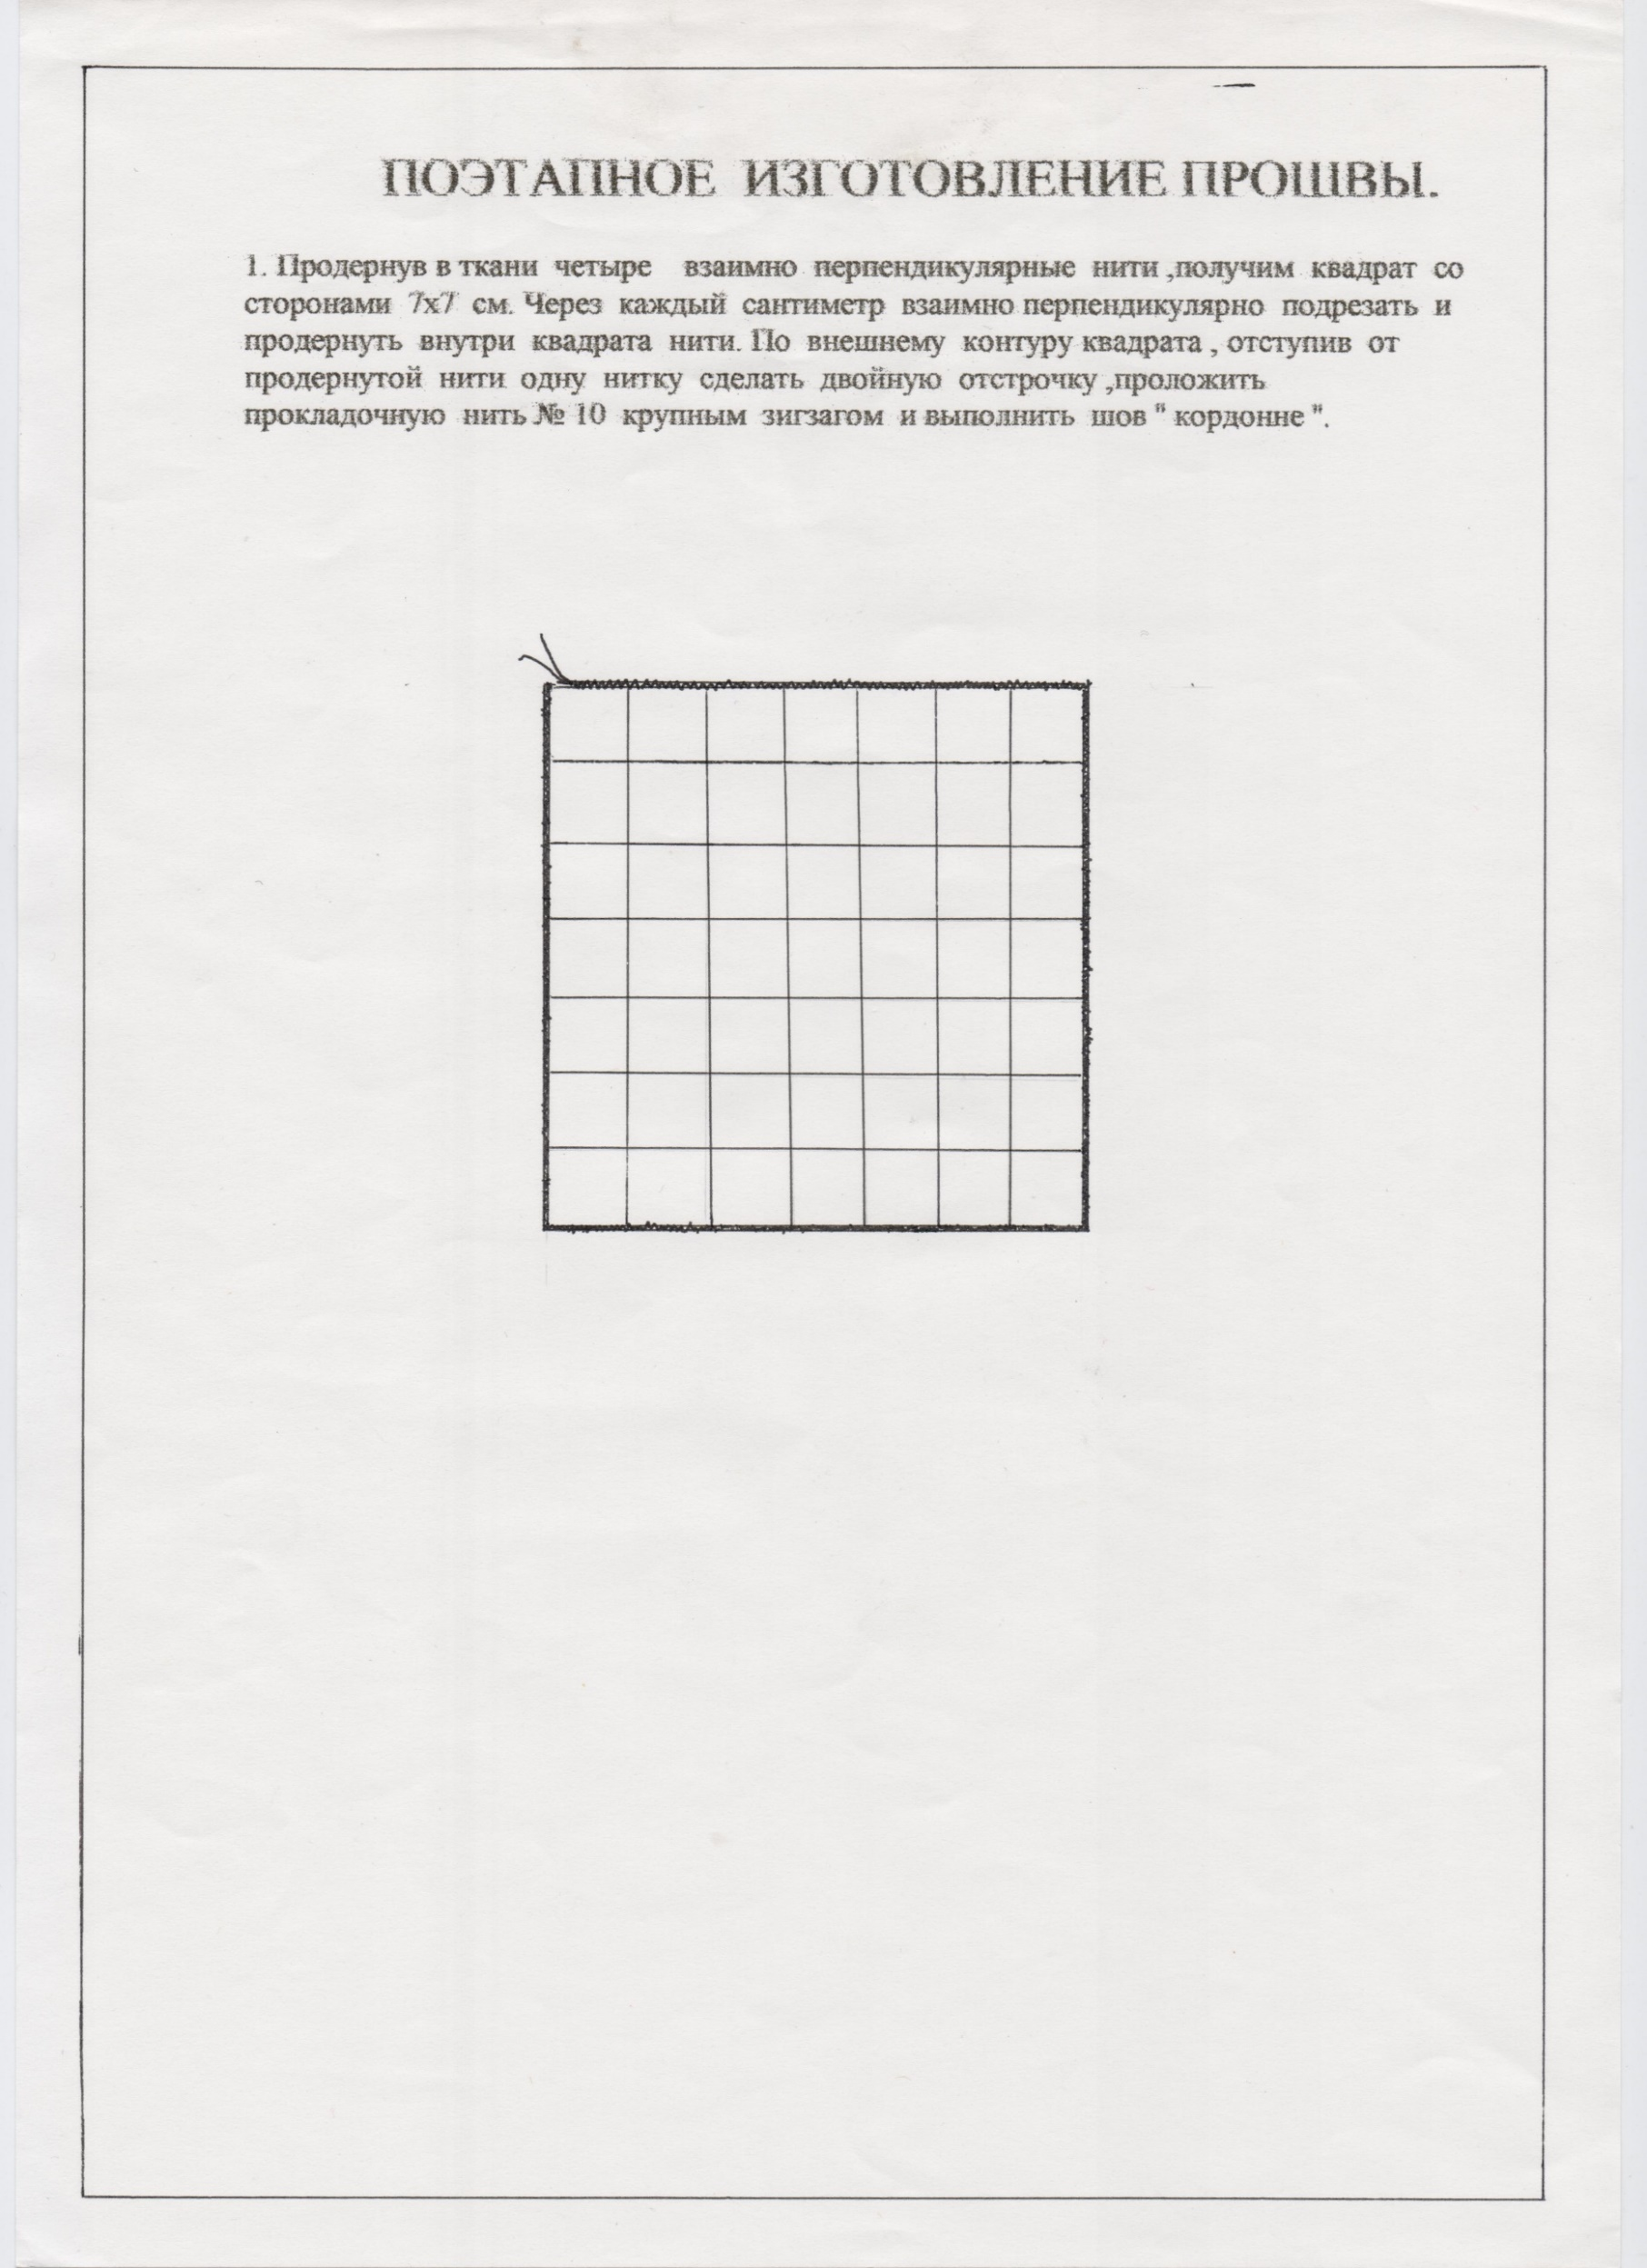 ПОЭТАПНОЕ ИЗГОТОВЛЕНИЕ ПРОШВЫ.
1. Продернув в ткани четыре взаимно перпендикулярные нити ,получим квадрат со
сторонами 7х7 см. Через каждый сантиметр взаимно перпендикулярно подрезать и
продернуть внутри квадрата нити. По внешнему контуру квадрата , отступив от
продернутой нити одну нитку сделать двойную отстрочку ,проложить
прокладочную нить № 10 крупным зигзагом и выполнить шов " кордонне ".